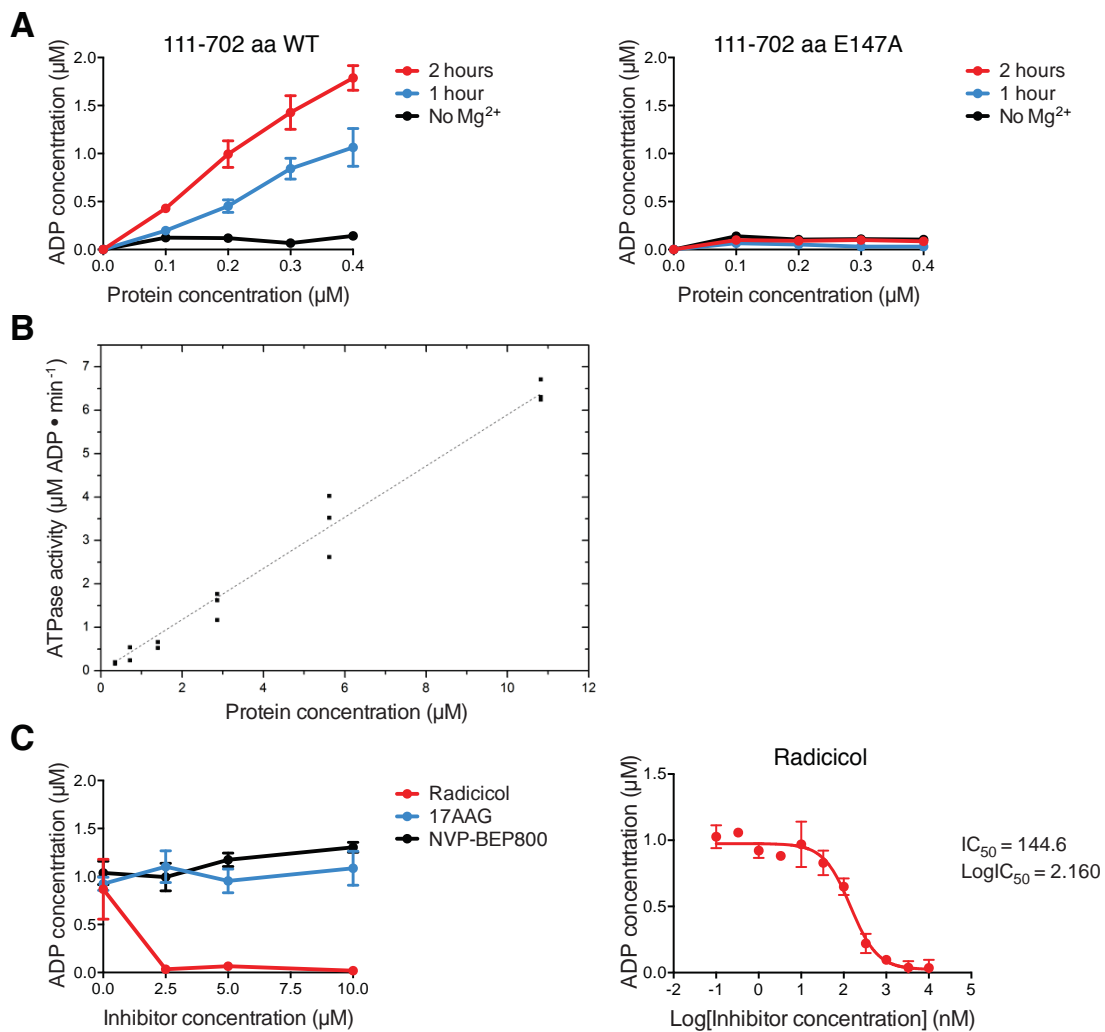 A
111-702 aa WT
ADP concentrtation (µM)
2.0
1.5
1.0
0.5
0.0
0.0 0.1 0.2 0.3 0.4
Protein concentration (µM)
2 hours
1 hour
No Mg²⁺
111-702 aa E147A
ADP concentrtation (µM)
2.0
1.5
1.0
0.5
0.0
0.0 0.1 0.2 0.3 0.4
Protein concentration (µM)
2 hours
1 hour
No Mg²⁺
B
ATPase activity (µM ADP • min⁻¹)
7
6
5
4
3
2
1
0
0 2 4 6 8 10 12
Protein concentration (µM)
C
ADP concentrtation (µM)
2.0
1.5
1.0
0.5
0.0
0.0 2.5 5.0 7.5 10.0
Inhibitor concentration (µM)
Radicicol
17AAG
NVP-BEP800
Radicicol
ADP concentrtation (µM)
1.5
1.0
0.5
0.0
-2 -1 0 1 2 3 4 5
Log[Inhibitor concentration] (nM)
IC₅₀ = 144.6
LogIC₅₀ = 2.160